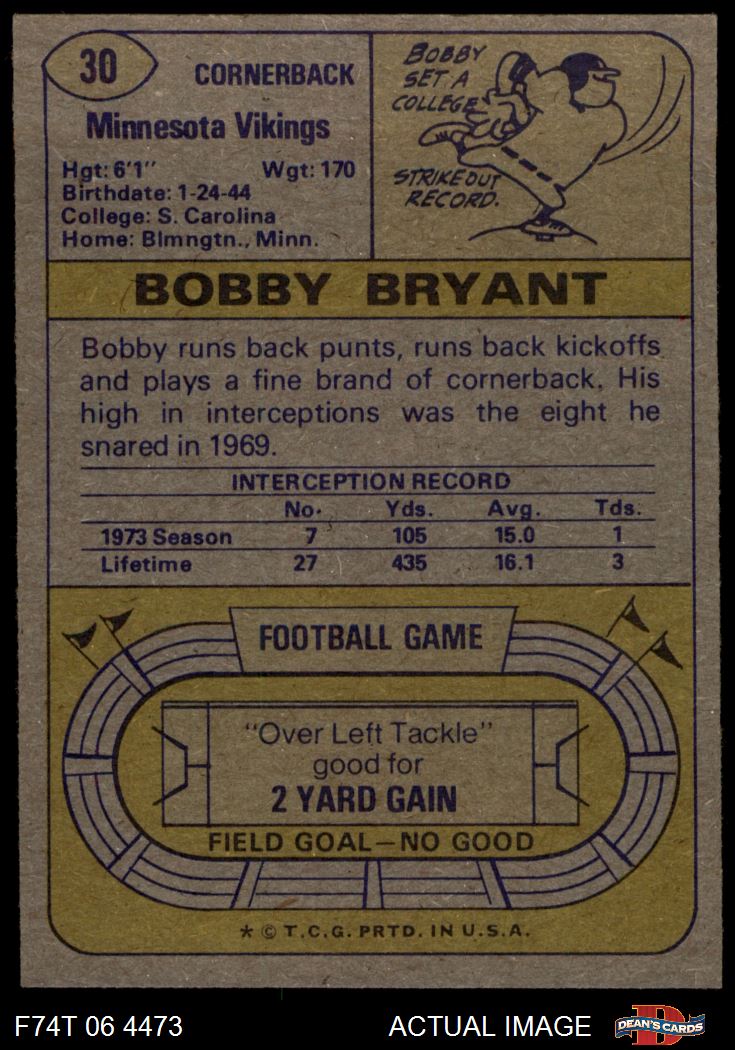 30
CORNERBACK
Minnesota Vikings
Hgt: 6'1" Wgt: 170
Birthdate: 1-24-44
College: S. Carolina
Home: Blmngtn., Minn.
BOBBY
SET A
COLLEGE
STRIKEOUT
RECORD.
BOBBY BRYANT
Bobby runs back punts, runs back kickoffs
and plays a fine brand of cornerback. His
high in interceptions was the eight he
snared in 1969.
INTERCEPTION RECORD
No. Yds. Avg. Tds.
1973 Season 7 105 15.0 1
Lifetime 27 435 16.1 3
FOOTBALL GAME
"Over Left Tackle"
good for
2 YARD GAIN
FIELD GOAL—NO GOOD
* © T.C.G. PRTD. IN U.S.A.
F74T 06 4473
ACTUAL IMAGE
D
DEAN'S CARDS